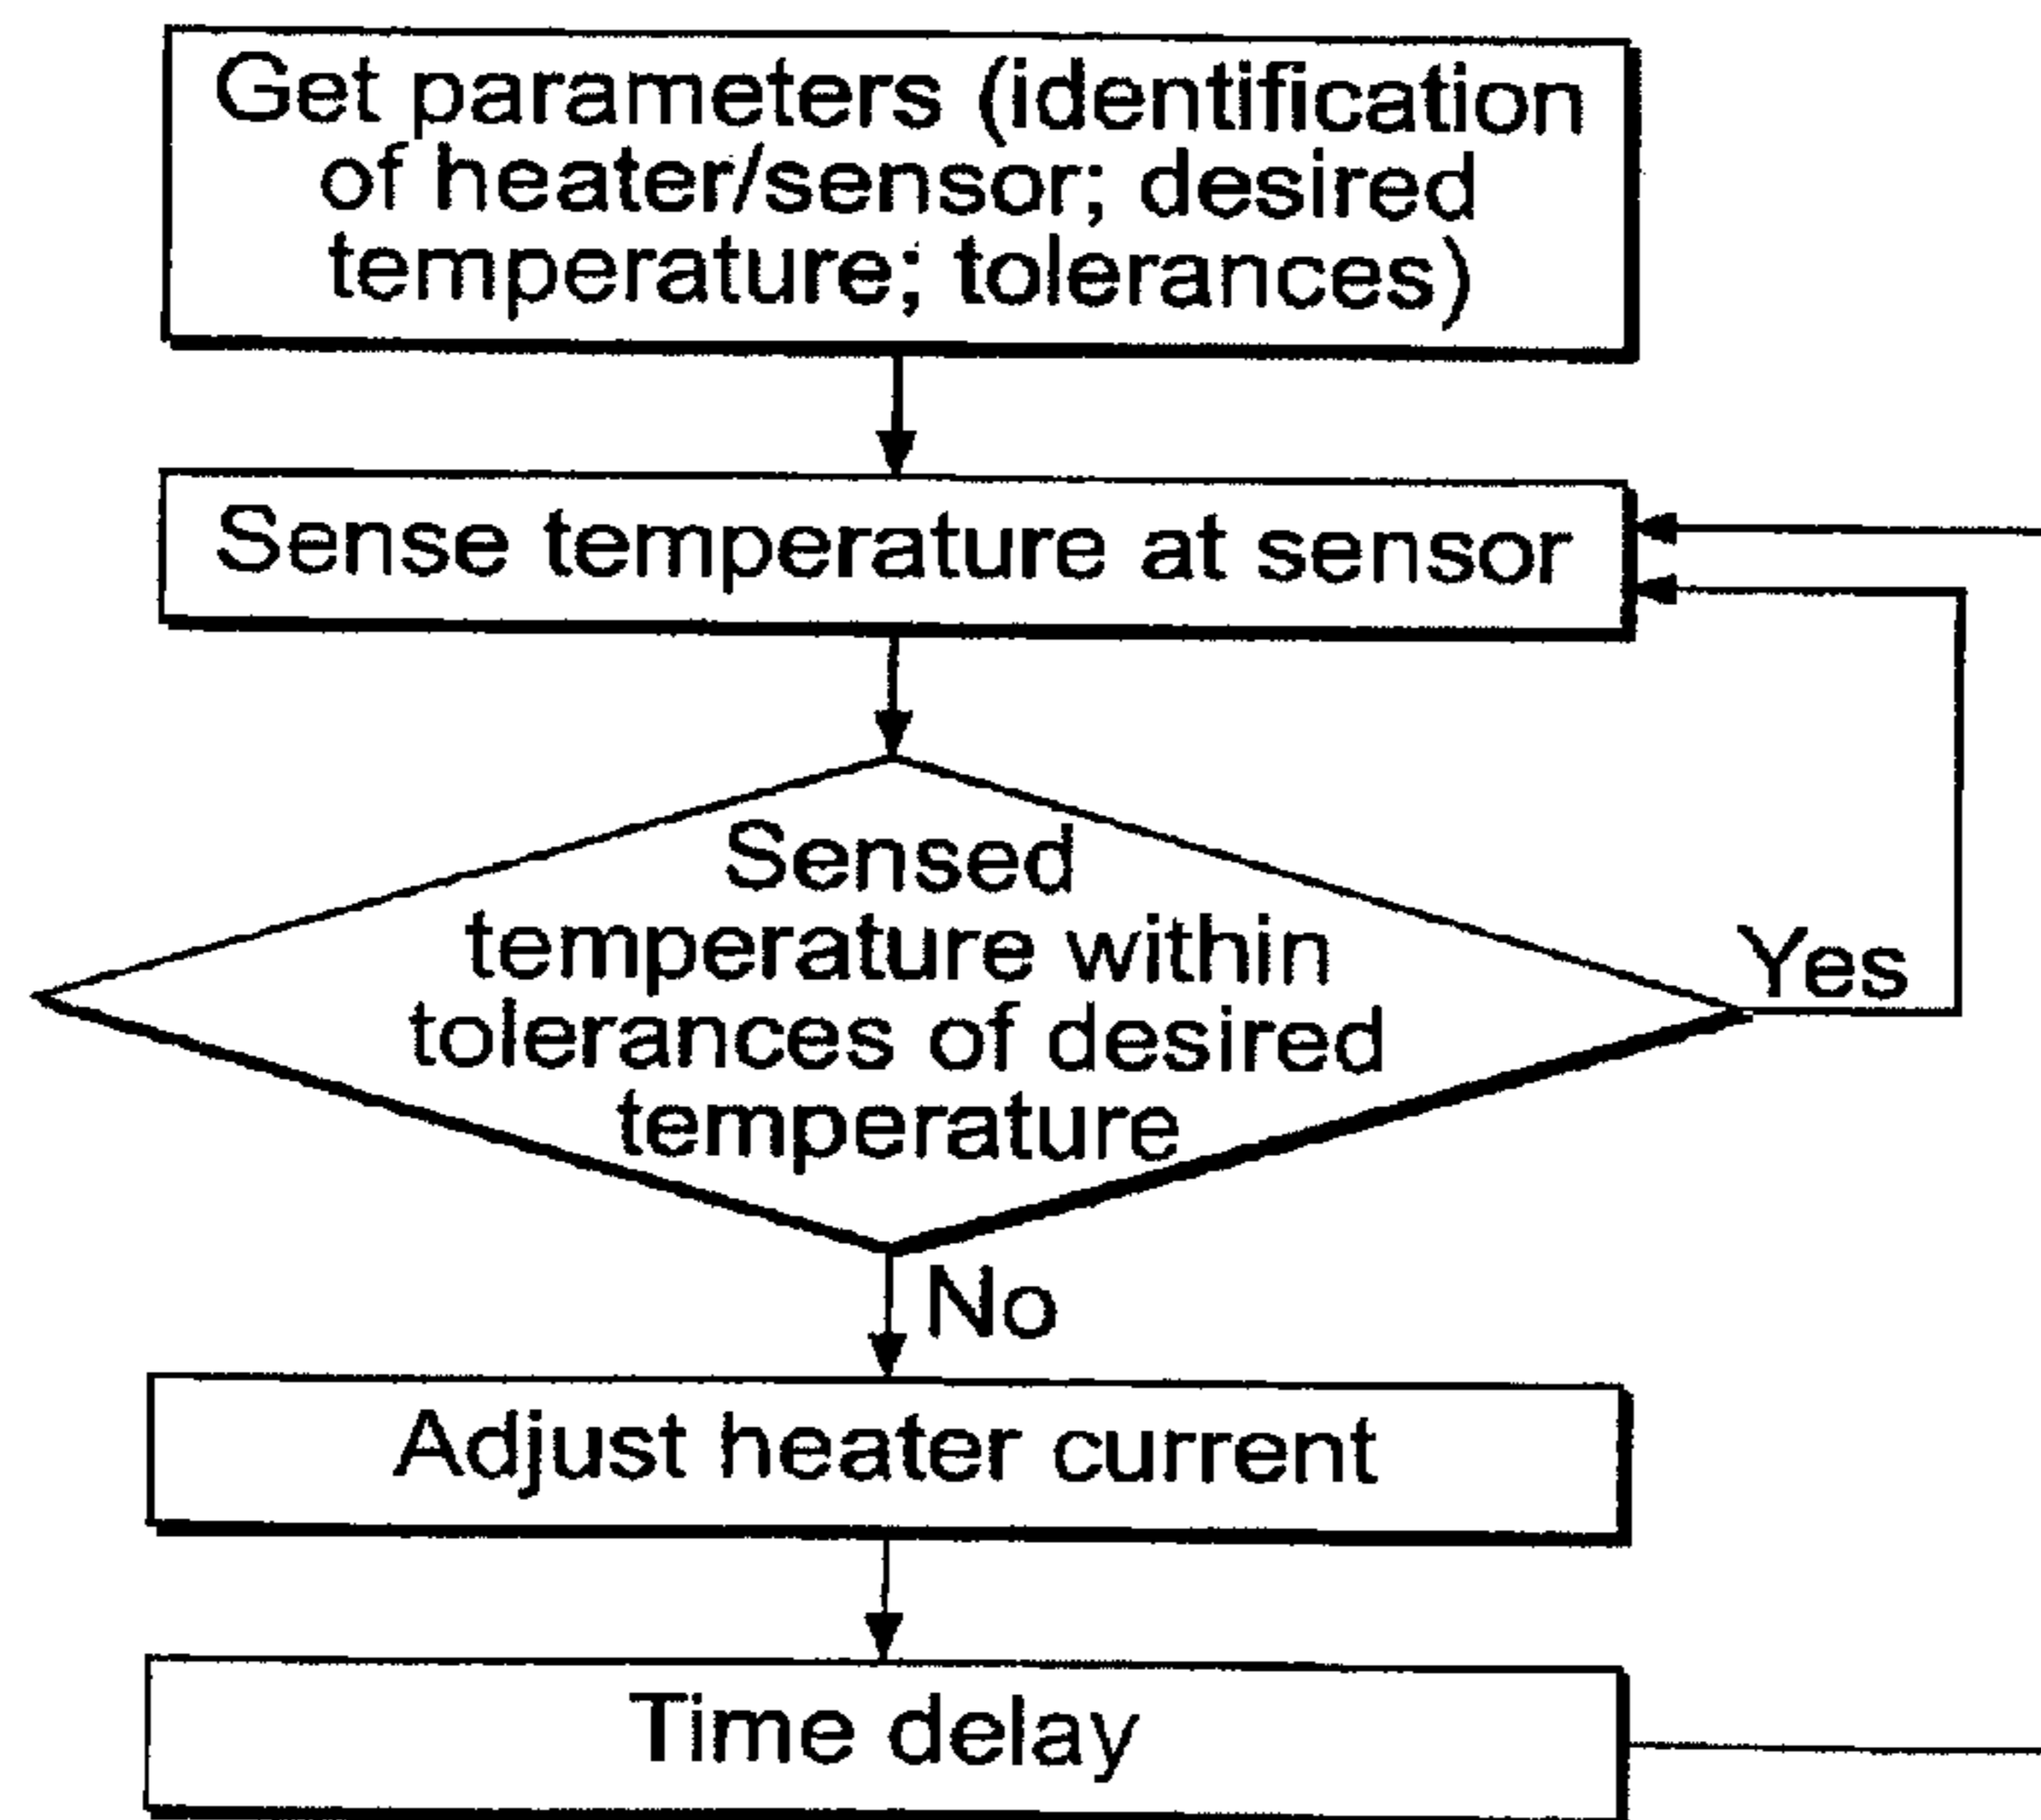 Get parameters (identification
of heater/sensor; desired
temperature; tolerances)
Sense temperature at sensor
Sensed
temperature within
tolerances of desired
temperature
Yes
No
Adjust heater current
Time delay